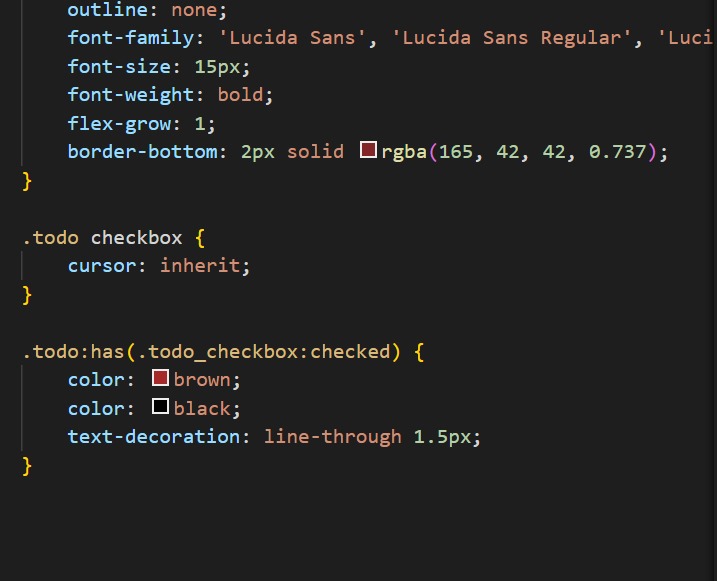 outline: none;
font-family: 'Lucida Sans', 'Lucida Sans Regular', 'Luci
font-size: 15px;
font-weight: bold;
flex-grow: 1;
border-bottom: 2px solid rgba(165, 42, 42, 0.737);
}
.todo checkbox {
cursor: inherit;
}
.todo:has(.todo_checkbox:checked) {
color: brown;
color: black;
text-decoration: line-through 1.5px;
}